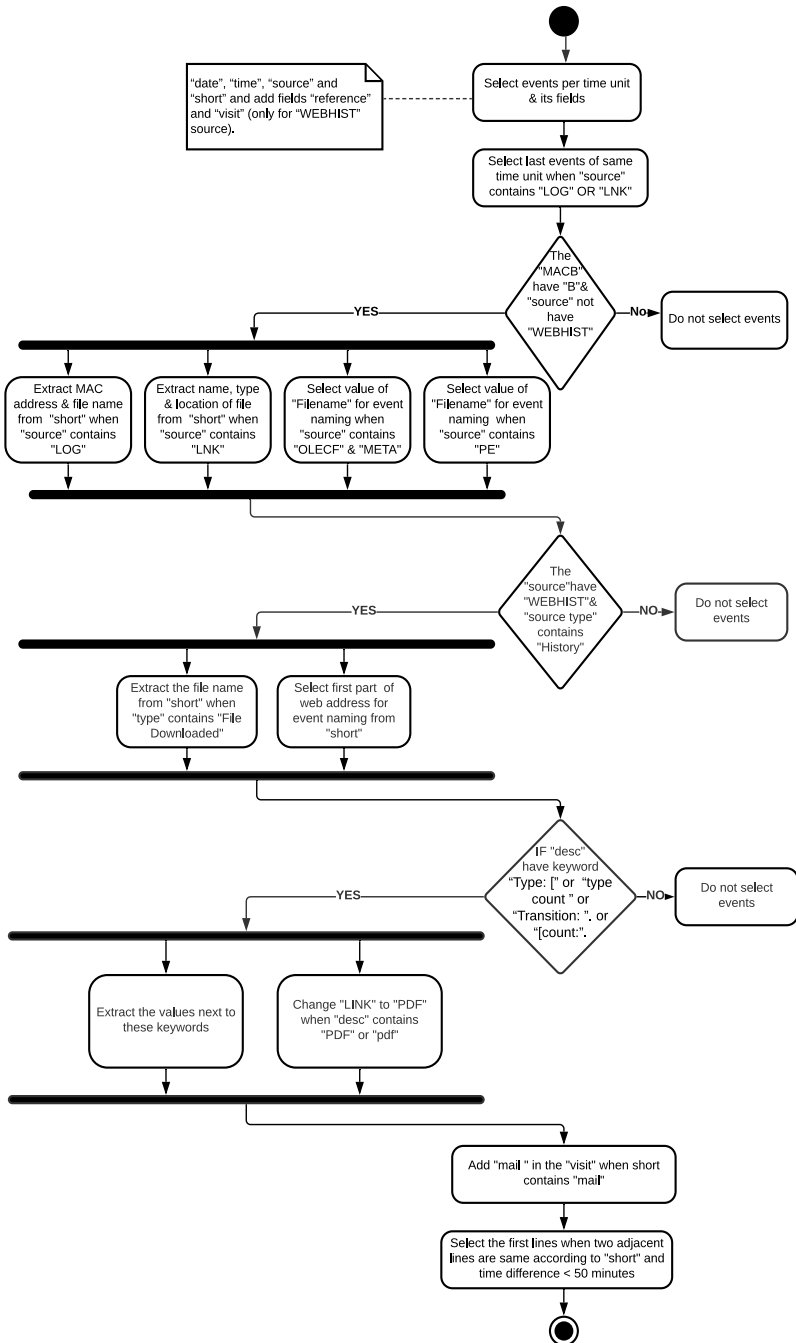 “date”, “time”, “source” and
“short” and add fields “reference”
and “visit” (only for “WEBHIST”
source).
Select events per time unit
& its fields
Select last events of same
time unit when "source"
contains "LOG" OR "LNK"
The
"MACB"
have "B"&
"source" not
have
"WEBHIST"
YES
No
Do not select events
Extract MAC
address & file name
from "short" when
"source" contains
"LOG"
Extract name, type
& location of file
from "short" when
"source" contains
"LNK"
Select value of
"Filename" for event
naming when
"source" contains
"OLECF" & "META"
Select value of
"Filename" for event
naming when
"source" contains
"PE"
The
"source"have
"WEBHIST"&
"source type"
contains
"History"
YES
NO
Do not select
events
Extract the file name
from "short" when
"type" contains "File
Downloaded"
Select first part of
web address for
event naming from
"short"
IF "desc"
have keyword
“Type: [” or “type
count ” or
“Transition: ”. or
“[count:”.
YES
NO
Do not select
events
Extract the values next to
these keywords
Change "LINK" to "PDF"
when "desc" contains
"PDF" or "pdf"
Add "mail " in the "visit" when short
contains "mail"
Select the first lines when two adjacent
lines are same according to "short" and
time difference < 50 minutes